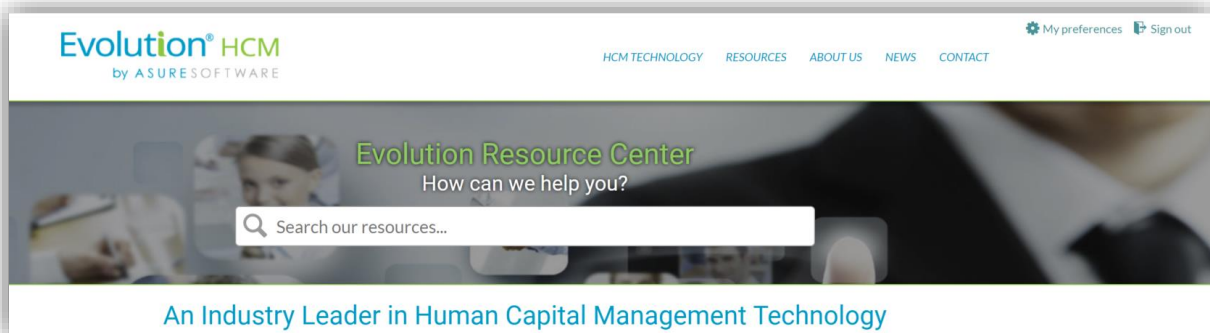 My preferences Sign out
Evolution® HCM
by ASURESOFTWARE
HCM TECHNOLOGY RESOURCES ABOUT US NEWS CONTACT
Evolution Resource Center
How can we help you?
Search our resources...
An Industry Leader in Human Capital Management Technology